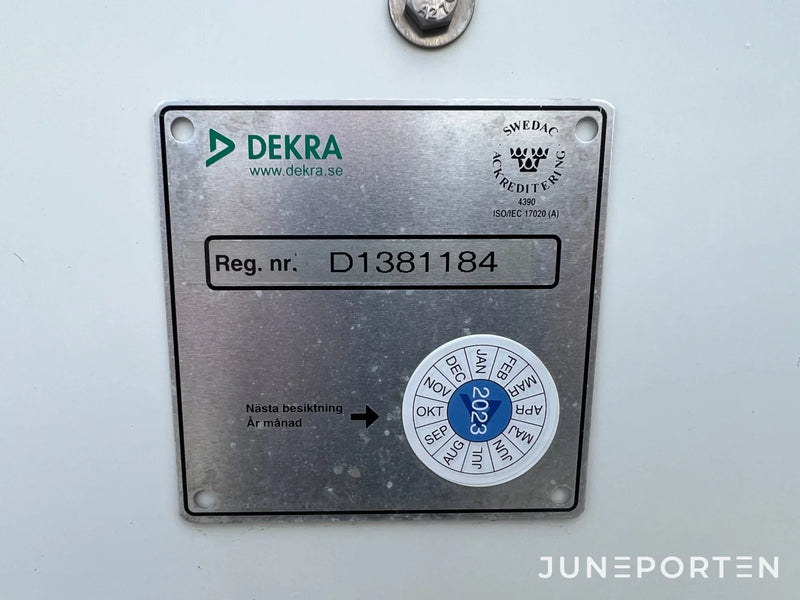 A2
DEKRA
www.dekra.se
SWEDAC
ACKREDITERING
4390
ISO/IEC 17020 (A)
Reg. nr. D1381184
Nästa besiktning
År månad
JAN
FEB
MAR
APR
MAJ
JUN
JUL
AUG
SEP
OKT
NOV
DEC
2023
JUNEPORTEN